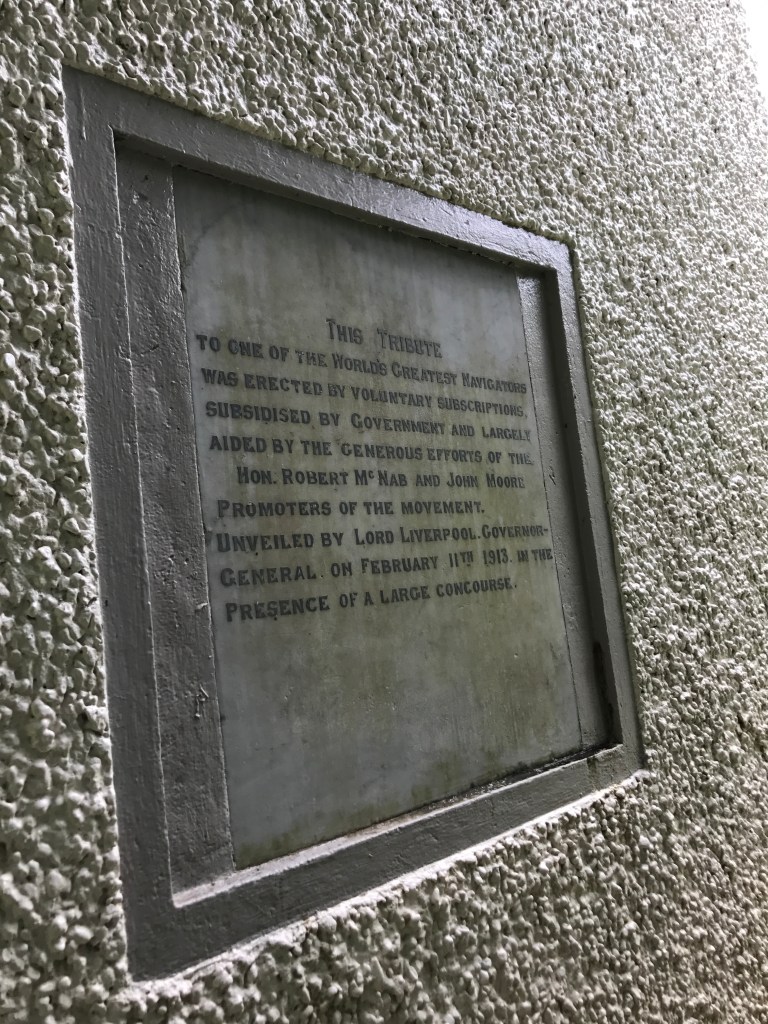 THIS TRIBUTE
TO ONE OF THE WORLD'S GREATEST NAVIGATORS
WAS ERECTED BY VOLUNTARY SUBSCRIPTIONS,
SUBSIDISED BY GOVERNMENT AND LARGELY
AIDED BY THE GENEROUS EFFORTS OF THE
HON. ROBERT MCNAB AND JOHN MOORE
PROMOTERS OF THE MOVEMENT.
UNVEILED BY LORD LIVERPOOL. GOVERNOR-
GENERAL. ON FEBRUARY 11TH 1913. IN THE
PRESENCE OF A LARGE CONCOURSE.